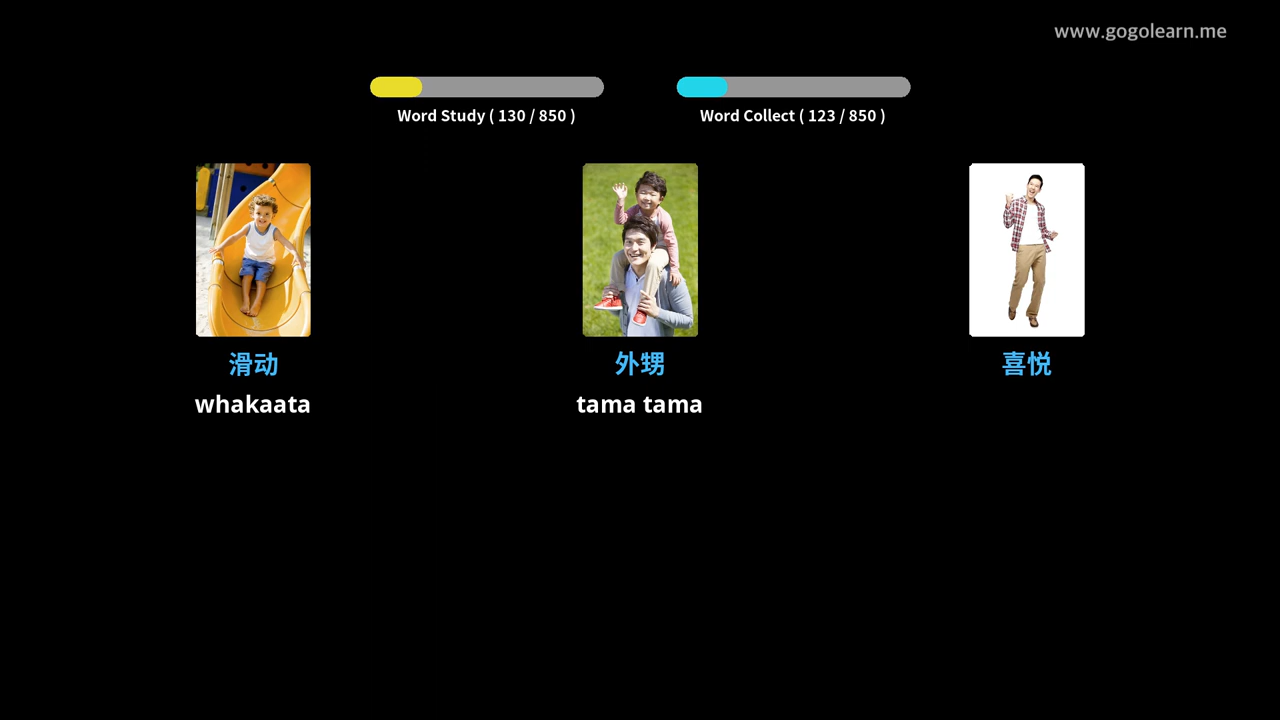 www.gogolearn.me
Word Study ( 130 / 850 )
Word Collect ( 123 / 850 )
滑动
外甥
喜悦
whakaata
tama tama